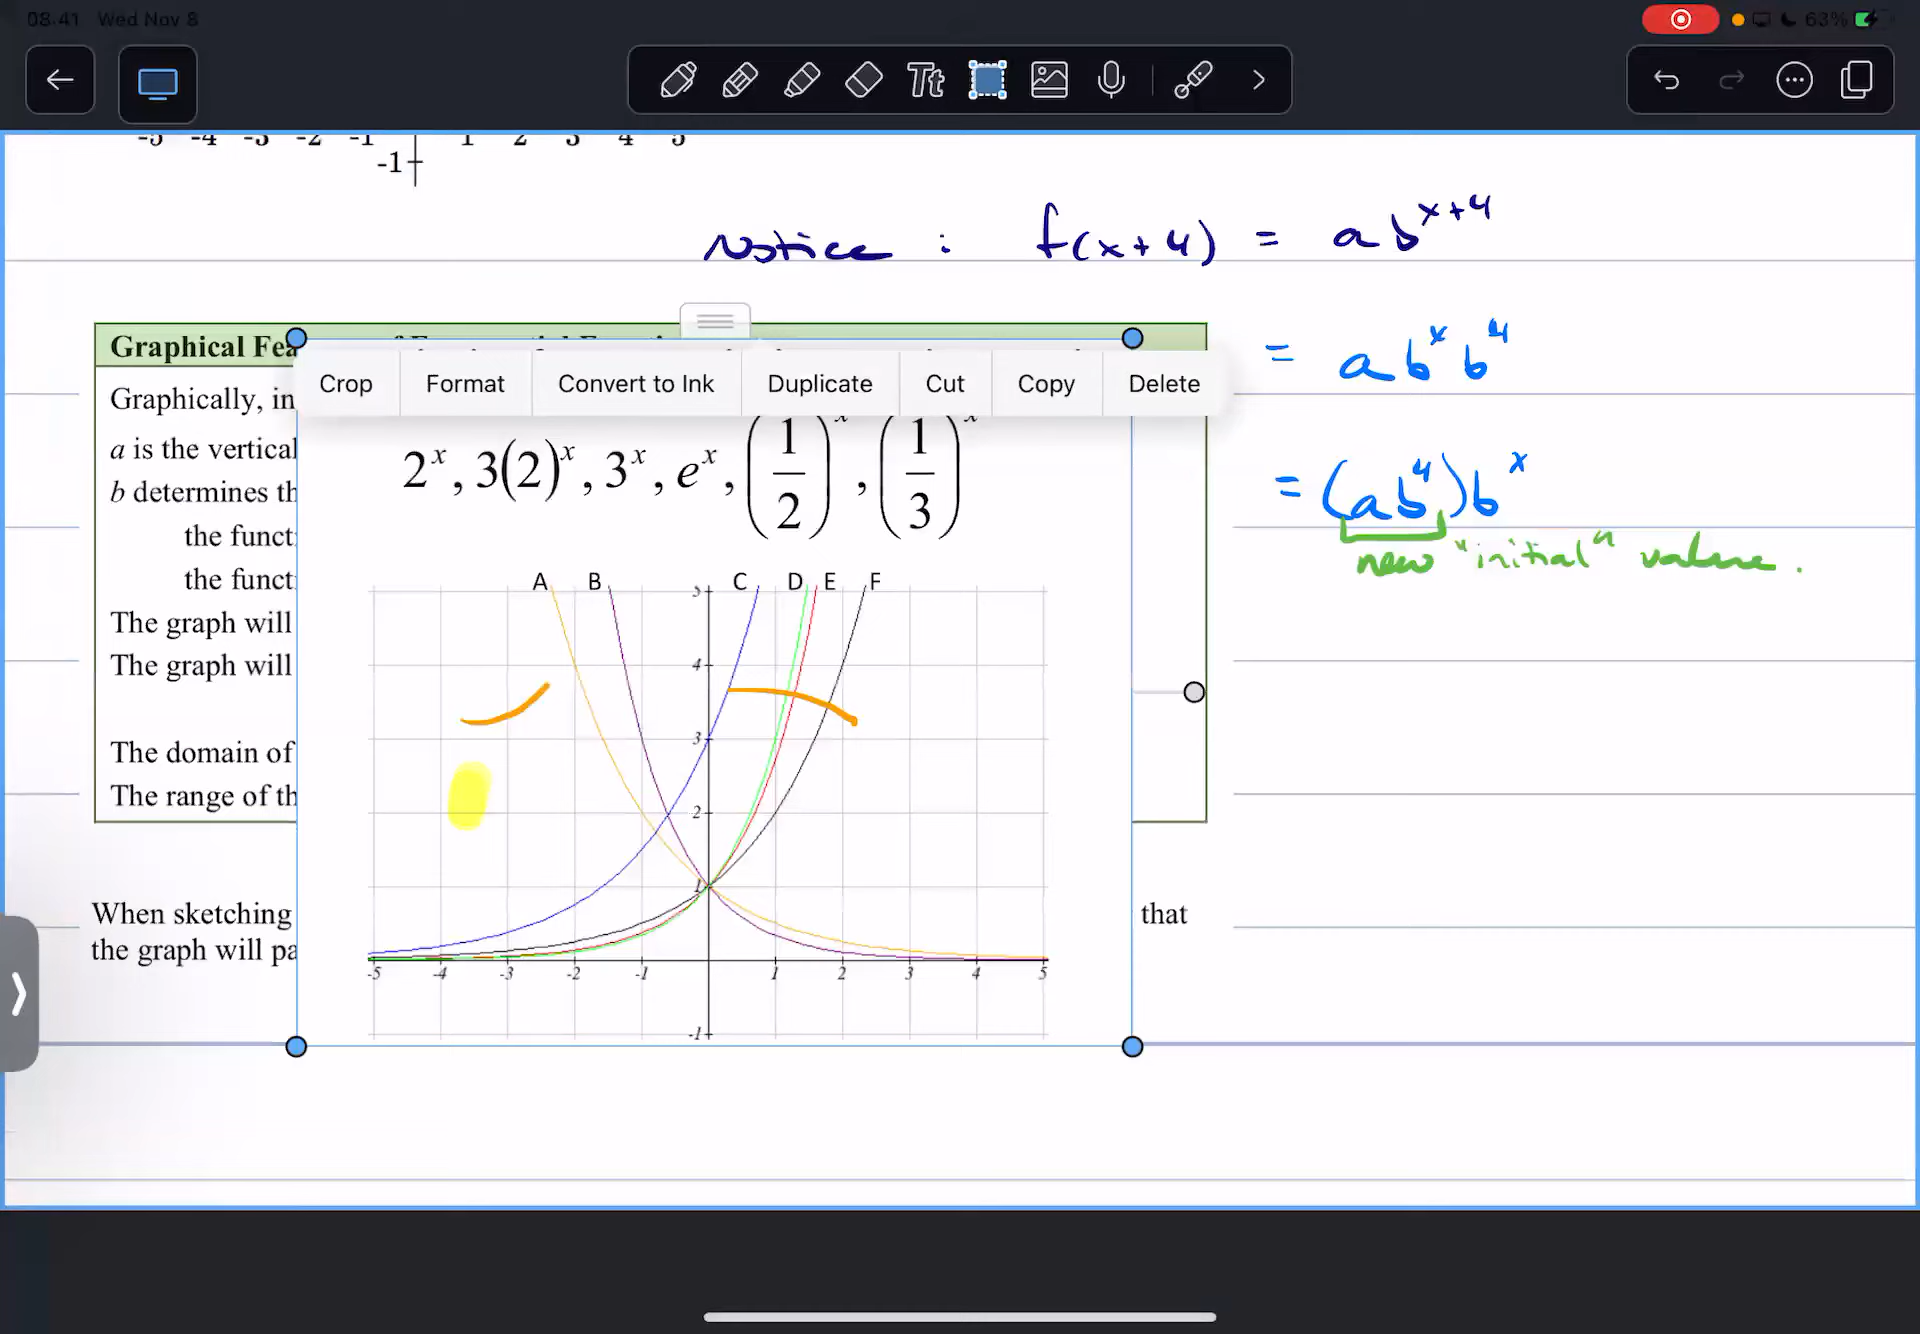 08:41 Wed Nov 8
63%
Tt
-5 -4 -3 -2 -1 1 2 3 4 5
-1
Notice : f(x+4) = ab^{x+4}
Graphical Fea
Crop Format Convert to Ink Duplicate Cut Copy Delete
= ab^x b^4
Graphically, in
a is the vertical
b determines th
the funct
the funct
The graph will
The graph will
The domain of
The range of th
2^x, 3(2)^x, 3^x, e^x, (1/2)^x, (1/3)^x
= (ab^4)b^x
new "initial" value.
A B C D E F
5
4
3
2
1
-5 -4 -3 -2 -1 1 2 3 4 5
-1
When sketching
that
the graph will pa